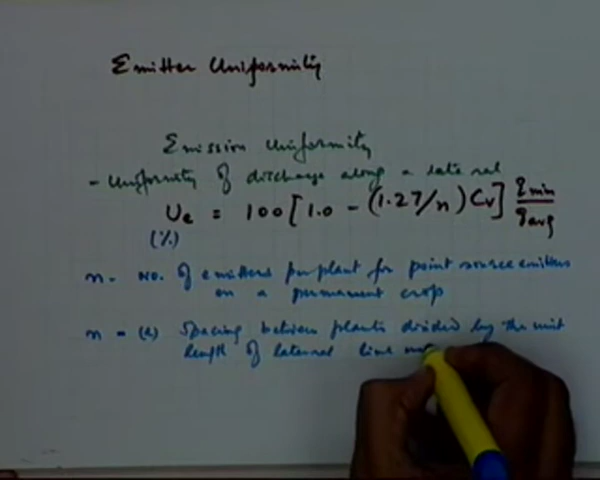 Emitter Uniformity
Emission Uniformity
- Uniformity of discharge along a lateral
Ue = 100 [1.0 - (1.27/n) Cv] qmin/qavg
(%)
n - No. of emitters per plant for point source emitters
on a permanent crop
n = (2) Spacing between plants divided by the unit
length of lateral line